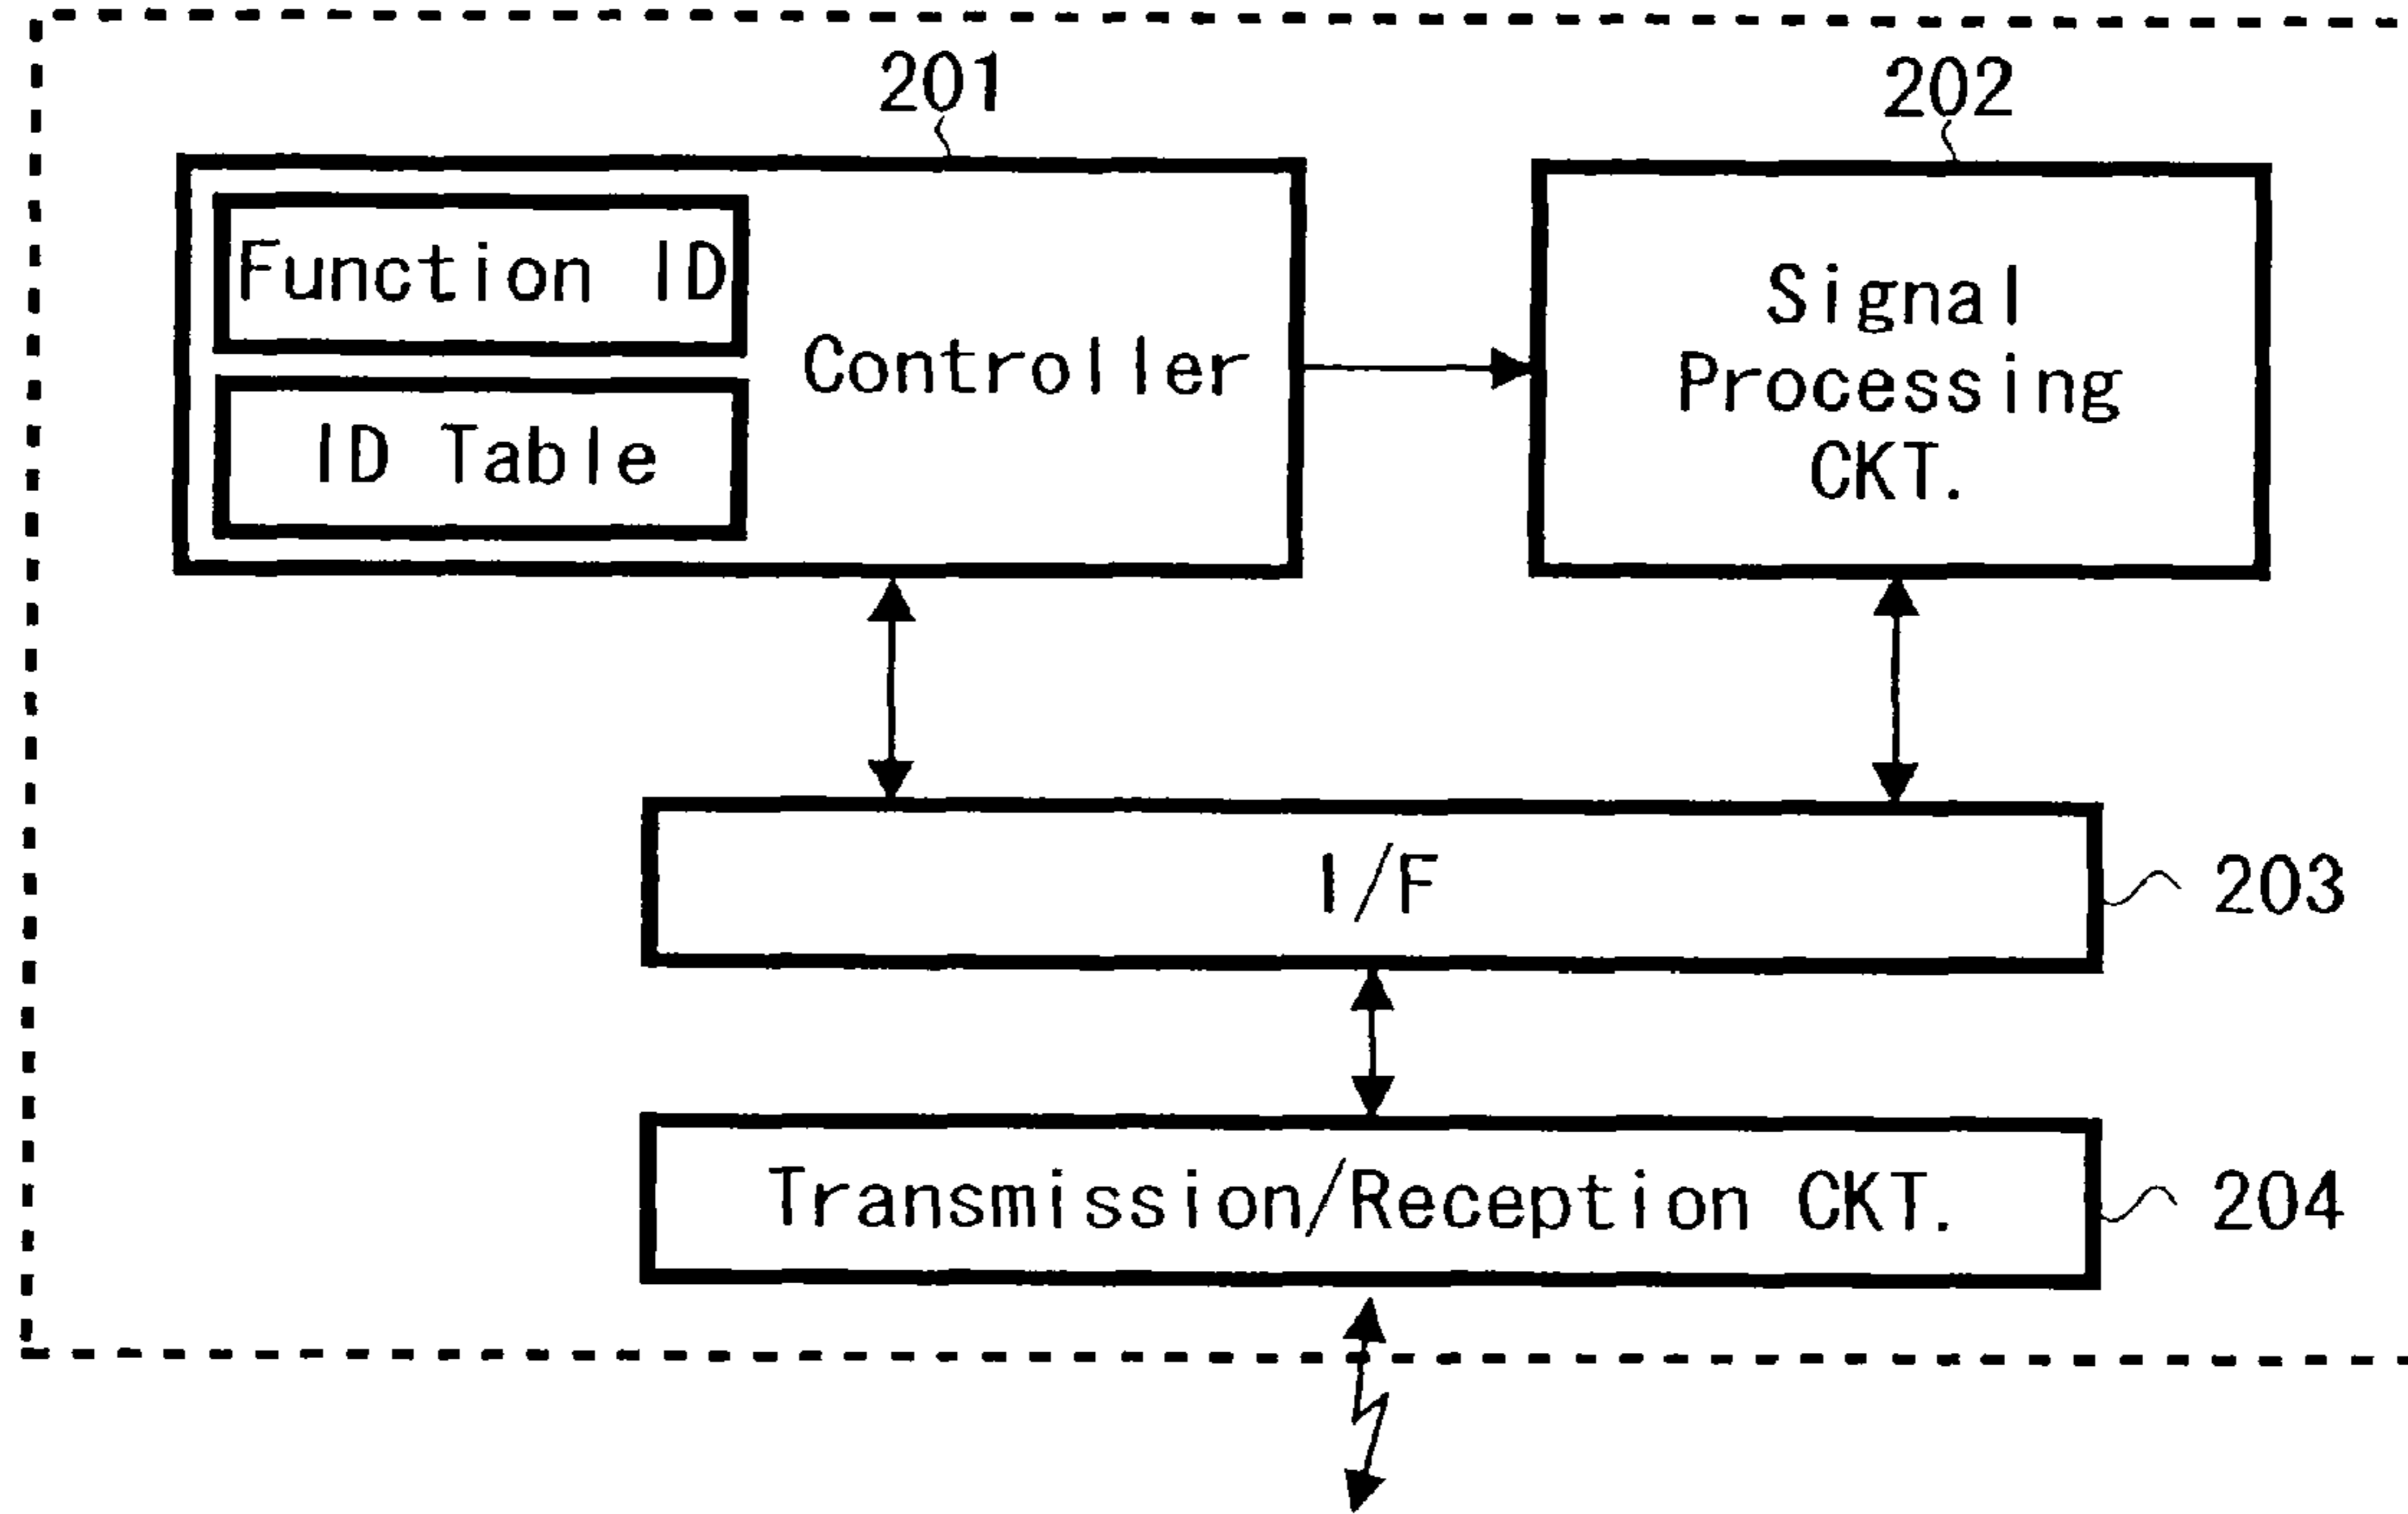 201
202
Function ID
Controller
ID Table
Signal
Processing
CKT.
I/F
203
Transmission/Reception CKT.
204